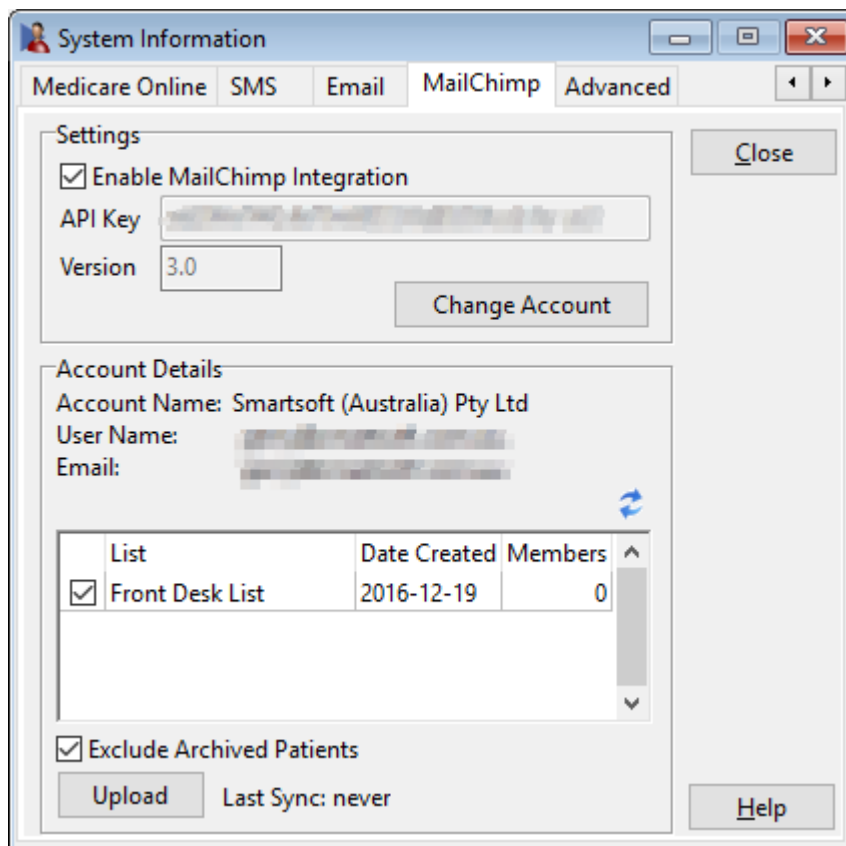 System Information
Medicare Online SMS Email MailChimp Advanced
Settings
Close
Enable MailChimp Integration
API Key
Version 3.0
Change Account
Account Details
Account Name: Smartsoft (Australia) Pty Ltd
User Name:
Email:
List Date Created Members
Front Desk List 2016-12-19 0
Exclude Archived Patients
Upload Last Sync: never
Help